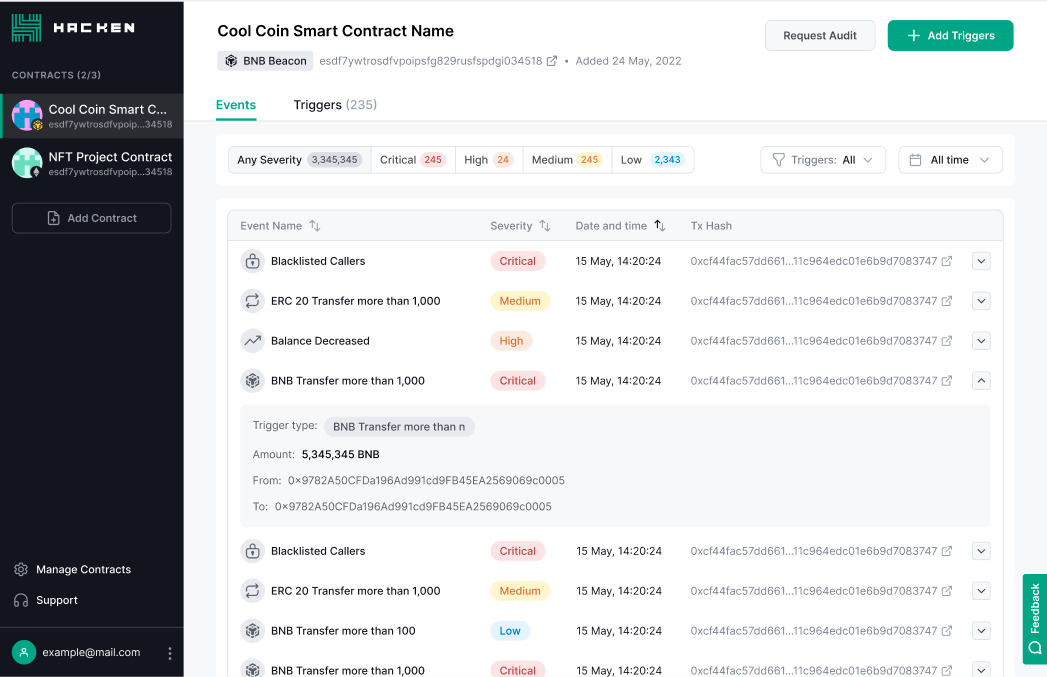 HACKEN
CONTRACTS (2/3)
Cool Coin Smart C...
esdf7ywtrosdfvpoip...34518
NFT Project Contract
esdf7ywtrosdfvpoip...34518
Add Contract
Manage Contracts
Support
example@mail.com
Cool Coin Smart Contract Name
BNB Beacon esdf7ywtrosdfvpoipsfg829rusfspdgi034518 • Added 24 May, 2022
Request Audit
Add Triggers
Events Triggers (235)
Any Severity 3,345,345 Critical 245 High 24 Medium 245 Low 2,343 Triggers: All All time
Event Name Severity Date and time Tx Hash
Blacklisted Callers Critical 15 May, 14:20:24 0xcf44fac57dd661...11c964edc01e6b9d7083747
ERC 20 Transfer more than 1,000 Medium 15 May, 14:20:24 0xcf44fac57dd661...11c964edc01e6b9d7083747
Balance Decreased High 15 May, 14:20:24 0xcf44fac57dd661...11c964edc01e6b9d7083747
BNB Transfer more than 1,000 Critical 15 May, 14:20:24 0xcf44fac57dd661...11c964edc01e6b9d7083747
Trigger type: BNB Transfer more than n
Amount: 5,345,345 BNB
From: 0×9782A50CFDa196Ad991cd9FB45EA2569069c0005
To: 0×9782A50CFDa196Ad991cd9FB45EA2569069c0005
Blacklisted Callers Critical 15 May, 14:20:24 0xcf44fac57dd661...11c964edc01e6b9d7083747
ERC 20 Transfer more than 1,000 Medium 15 May, 14:20:24 0xcf44fac57dd661...11c964edc01e6b9d7083747
BNB Transfer more than 100 Low 15 May, 14:20:24 0xcf44fac57dd661...11c964edc01e6b9d7083747
BNB Transfer more than 1,000 Critical 15 May, 14:20:24 0xcf44fac57dd661...11c964edc01e6b9d7083747
Feedback